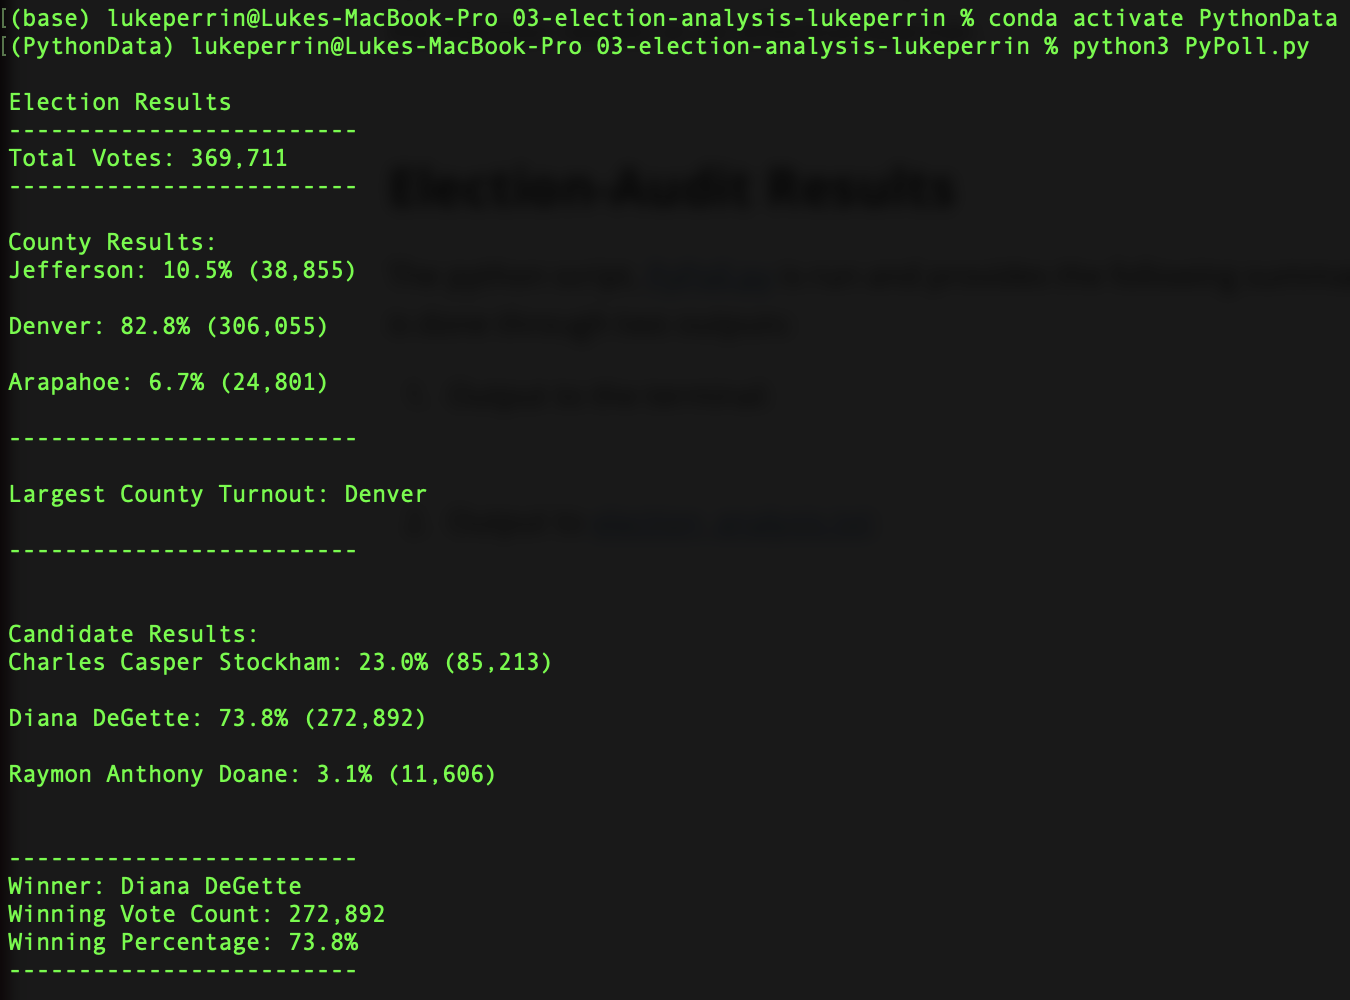 (base) lukeperrin@Lukes-MacBook-Pro 03-election-analysis-lukeperrin % conda activate PythonData
(PythonData) lukeperrin@Lukes-MacBook-Pro 03-election-analysis-lukeperrin % python3 PyPoll.py
Election Results
-------------------------
Total Votes: 369,711
-------------------------
Election-Audit Results
County Results:
Jefferson: 10.5% (38,855)
Denver: 82.8% (306,055)
Arapahoe: 6.7% (24,801)
-------------------------
Largest County Turnout: Denver
-------------------------
Candidate Results:
Charles Casper Stockham: 23.0% (85,213)
Diana DeGette: 73.8% (272,892)
Raymon Anthony Doane: 3.1% (11,606)
-------------------------
Winner: Diana DeGette
Winning Vote Count: 272,892
Winning Percentage: 73.8%
-------------------------